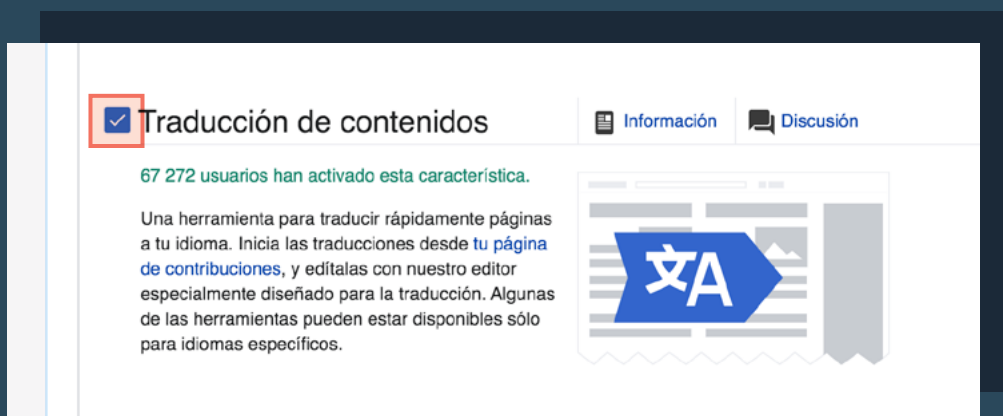 Traducción de contenidos
Información
Discusión
67 272 usuarios han activado esta característica.
Una herramienta para traducir rápidamente páginas
a tu idioma. Inicia las traducciones desde tu página
de contribuciones, y edítalas con nuestro editor
especialmente diseñado para la traducción. Algunas
de las herramientas pueden estar disponibles sólo
para idiomas específicos.
文A